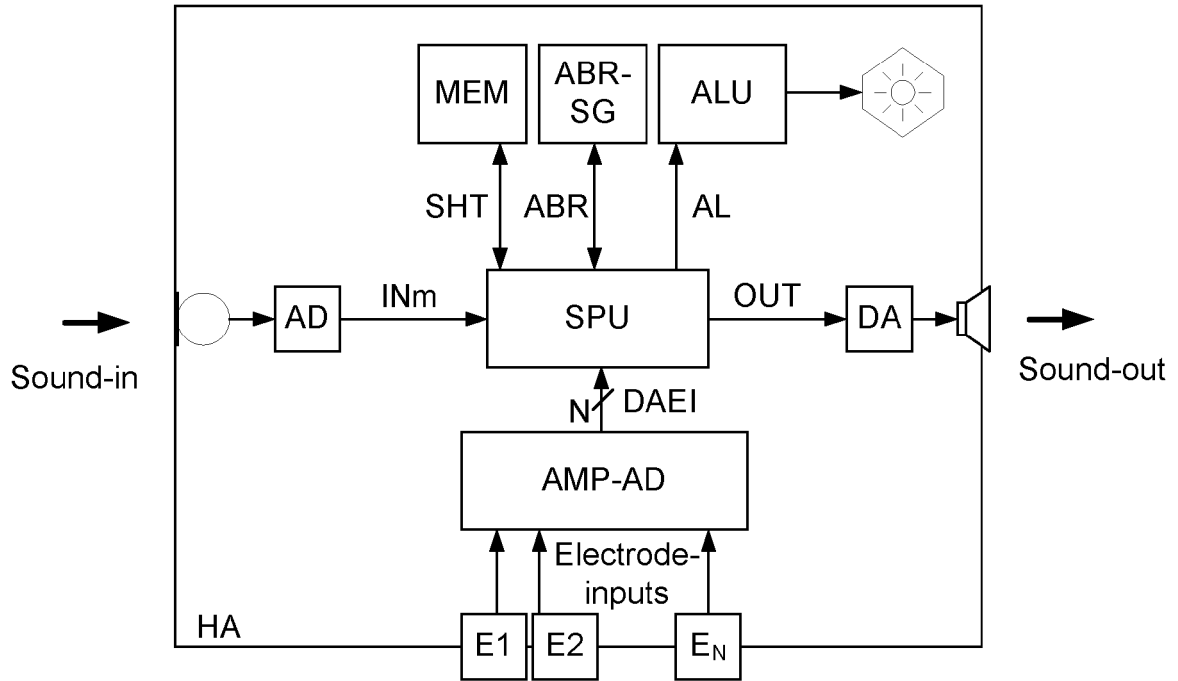 MEM
ABR-
SG
ALU
SHT
ABR
AL
INm
OUT
AD
SPU
DA
Sound-in
Sound-out
N
DAEI
AMP-AD
Electrode-
inputs
HA
E1
E2
EN